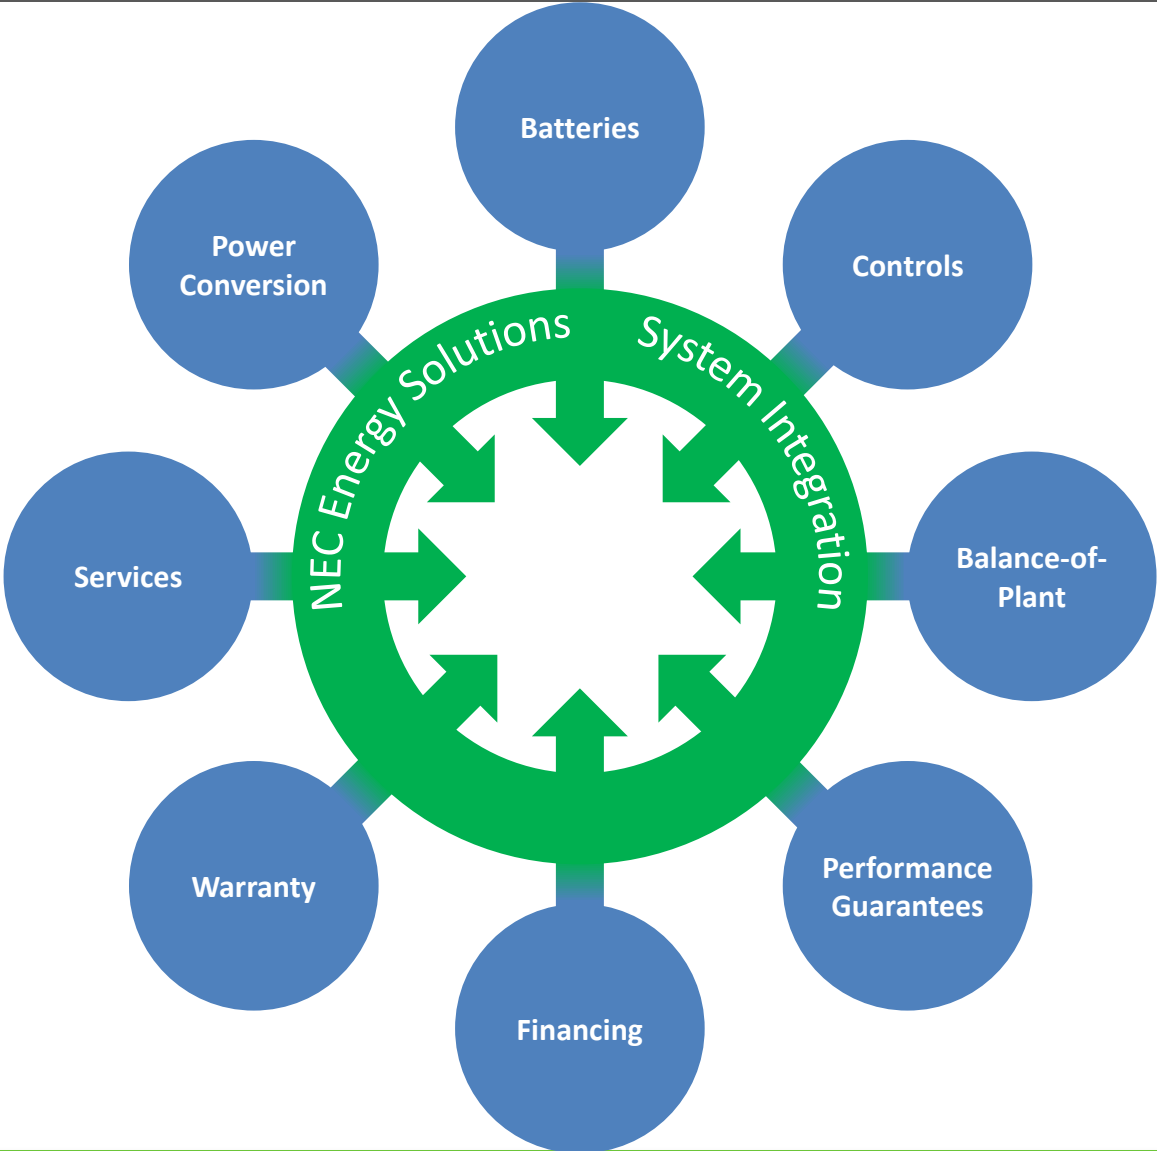 Batteries
Power
Conversion
Controls
NEC Energy Solutions
System Integration
Services
Balance-of-
Plant
Warranty
Performance
Guarantees
Financing